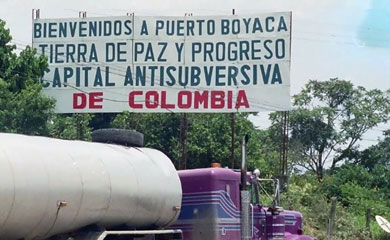 BIENVENIDOS A PUERTO BOYACA
TIERRA DE PAZ Y PROGRESO
CAPITAL ANTISUBVERSIVA
DE COLOMBIA